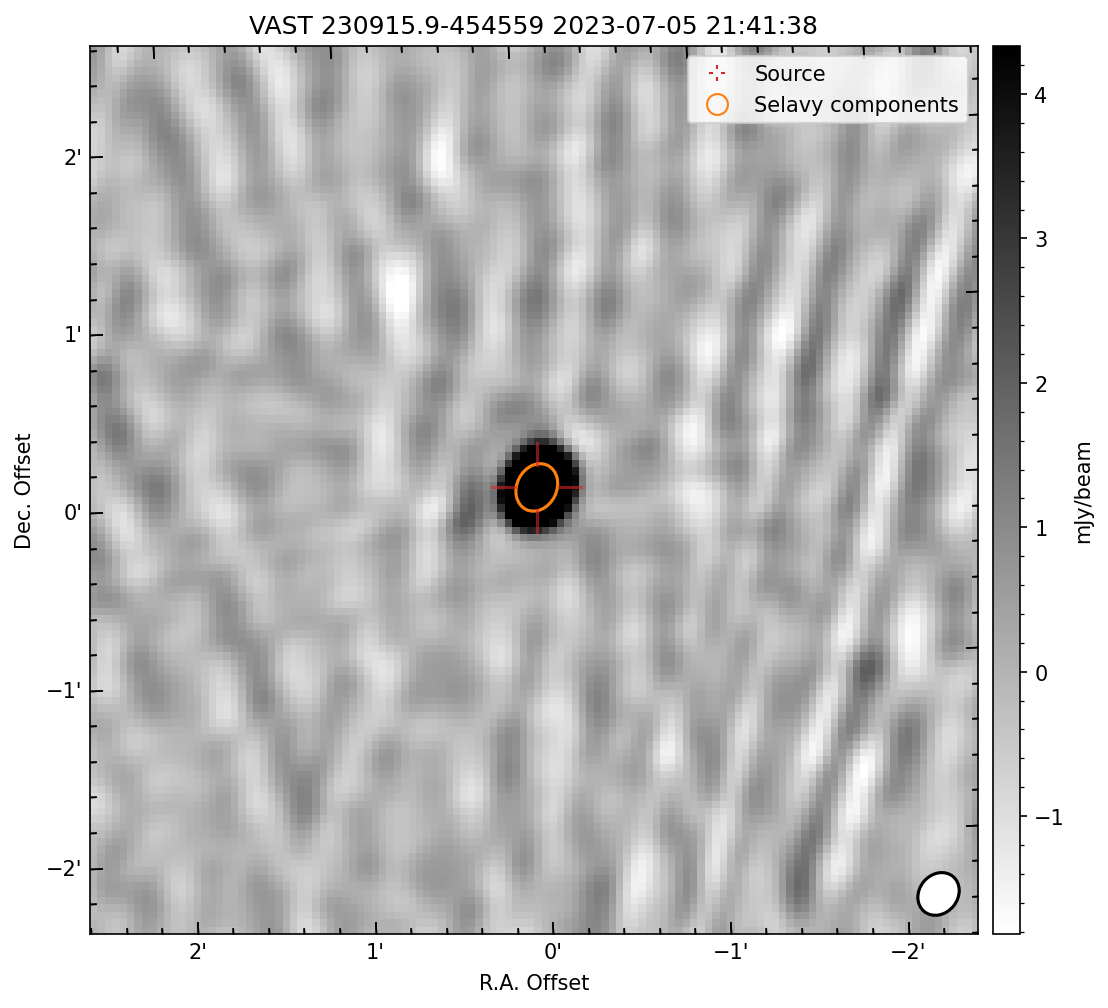 VAST 230915.9-454559 2023-07-05 21:41:38
Source
Selavy components
2'
1'
0'
−1'
−2'
Dec. Offset
2'
1'
0'
−1'
−2'
R.A. Offset
4
3
2
1
0
−1
mJy/beam